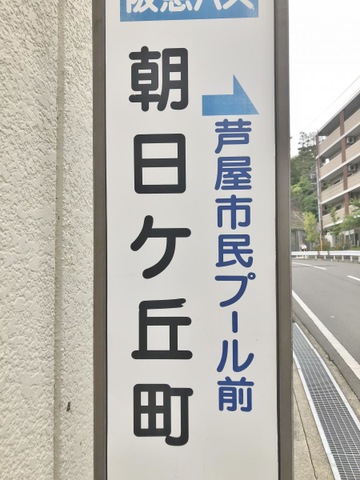 阪急バス
朝日ケ丘町
芦屋市民プール前